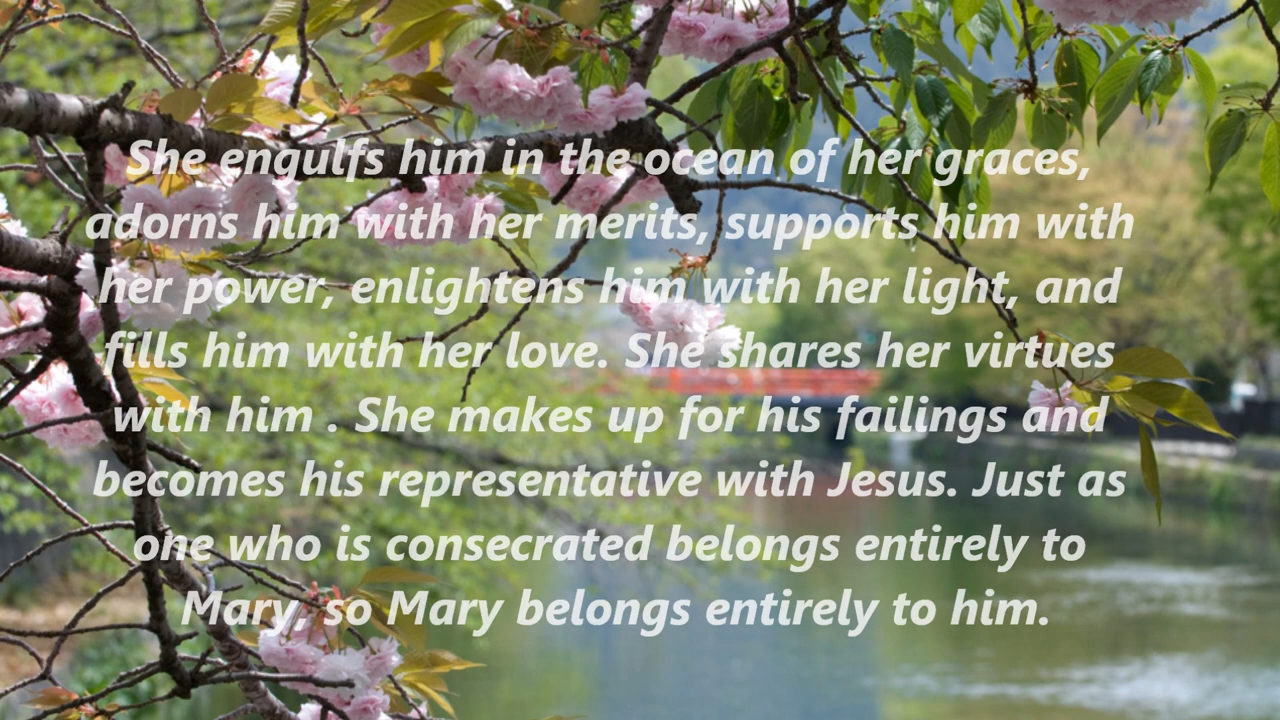 She engulfs him in the ocean of her graces,
adorns him with her merits, supports him with
her power, enlightens him with her light, and
fills him with her love. She shares her virtues
with him . She makes up for his failings and
becomes his representative with Jesus. Just as
one who is consecrated belongs entirely to
Mary, so Mary belongs entirely to him.